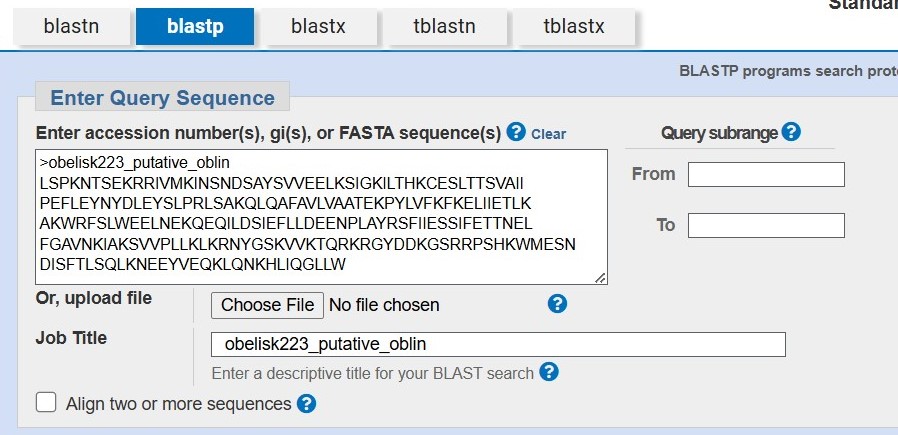 Standar
blastn blastp blastx tblastn tblastx
BLASTP programs search prote
Enter Query Sequence
Enter accession number(s), gi(s), or FASTA sequence(s) ? Clear
Query subrange ?
>obelisk223_putative_oblin
LSPKNTSEKRRIVMKINSNDSAYSVVEELKSIGKILTHKCESLTTSVAII
PEFLEYNYDLEYSLPRLSAKQLQAFAVLVAATEKPYLVFKFKELIIETLK
AKWRFSLWEELNEKQEQILDSIEFLLDEENPLAYRSFIIESSIFETTNEL
FGAVNKIAKSVVPLLKLKRNYGSKVVKTQRKRGYDDKGSRRPSHKWMESN
DISFTLSQLKNEEYVEQKLQNKHLIQGLLW
From
To
Or, upload file
Choose File No file chosen ?
Job Title
obelisk223_putative_oblin
Enter a descriptive title for your BLAST search ?
Align two or more sequences ?